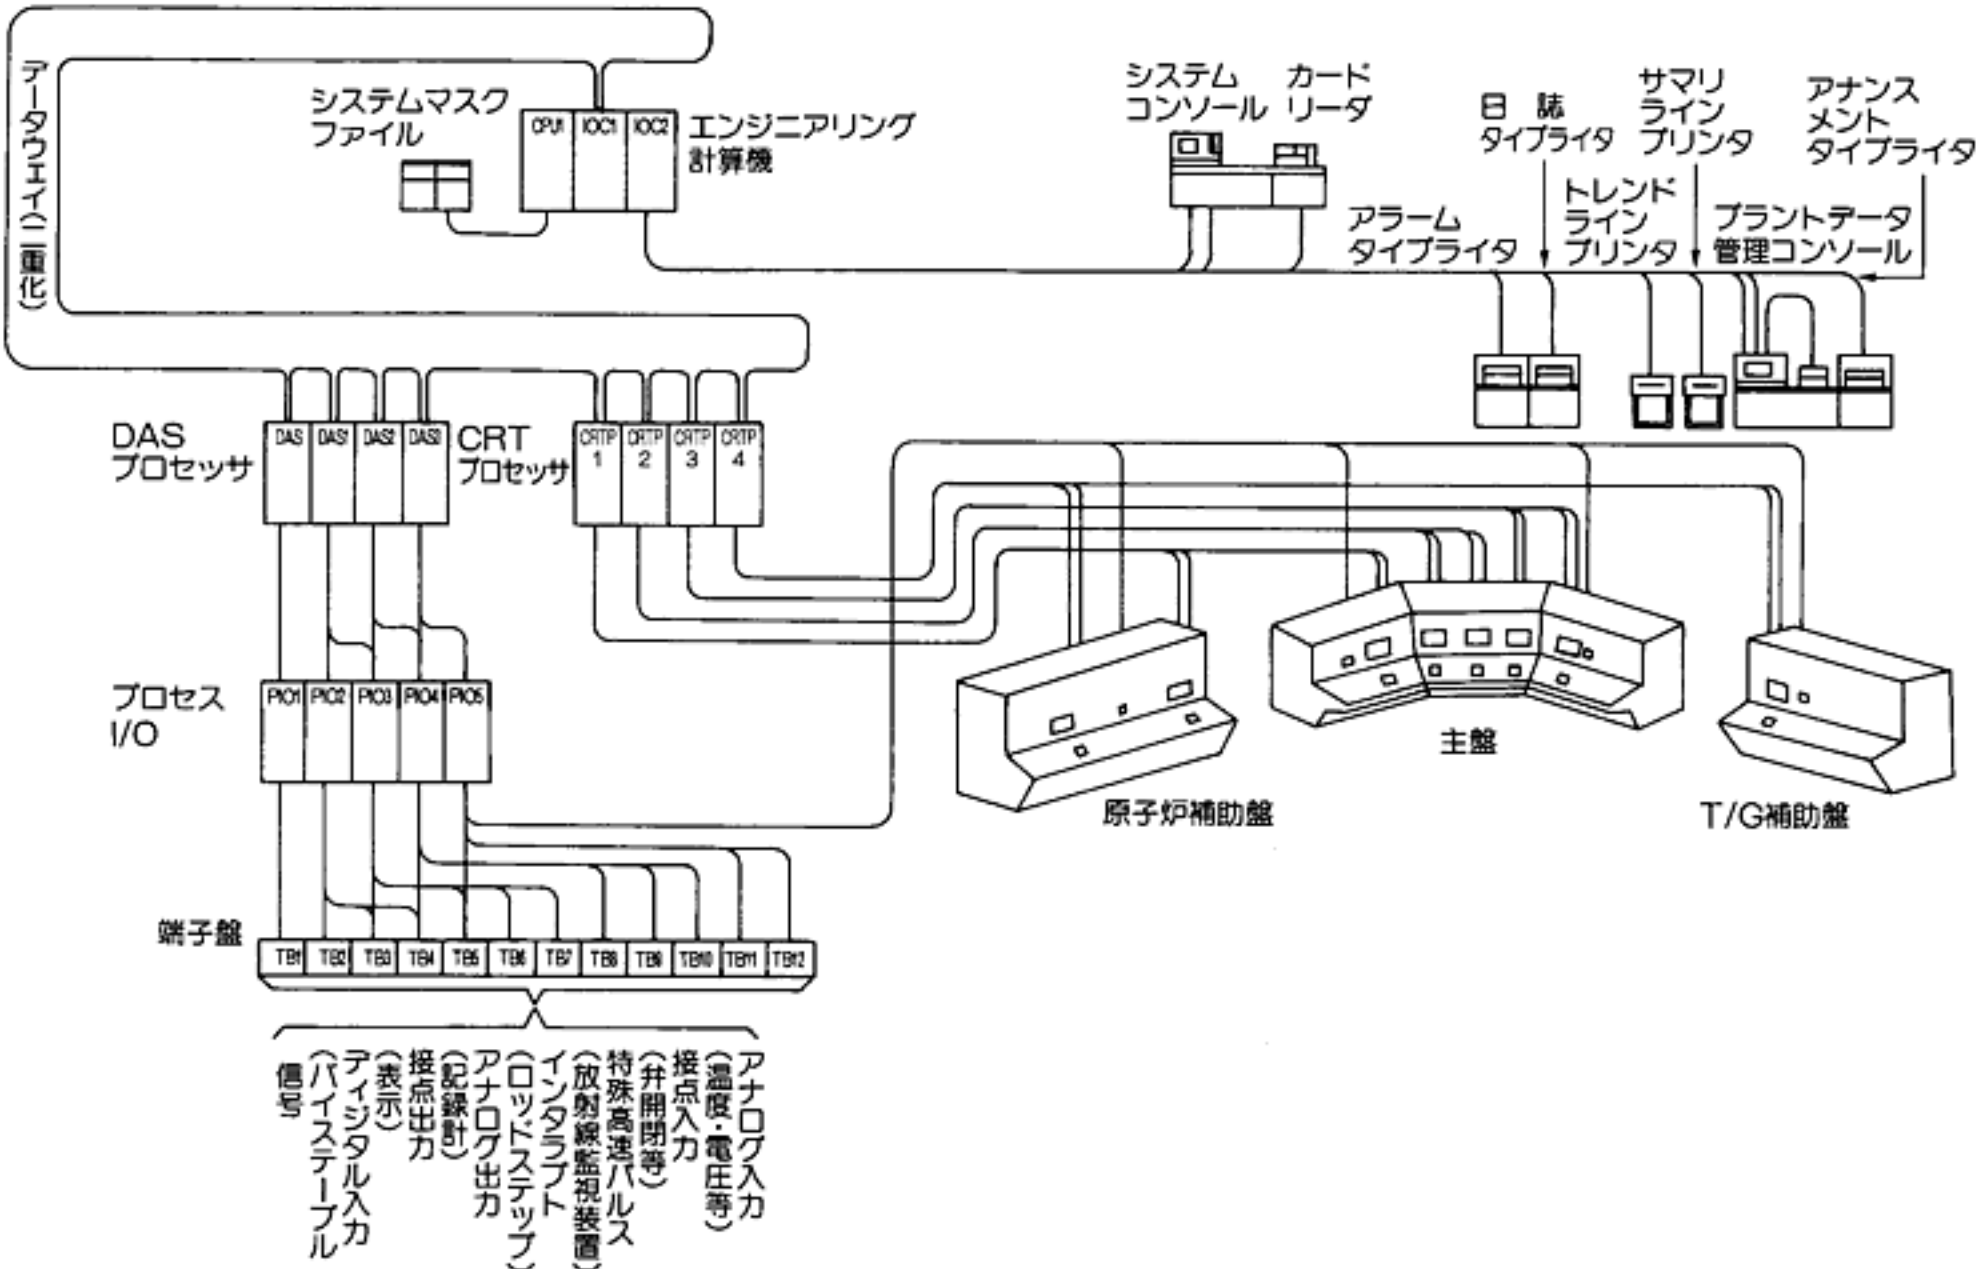 データウェイ(二重化)
システムマスク
ファイル
CPU1
IOC1
IOC2
エンジニアリング
計算機
システム
コンソール
カード
リーダ
アラーム
タイプライタ
日 誌
タイプライタ
トレンド
ライン
プリンタ
サマリ
ライン
プリンタ
プラントデータ
管理コンソール
アナンス
メント
タイプライタ
DAS
プロセッサ
DAS
DAS1
DAS2
DAS3
CRT
プロセッサ
CRTP
1
CRTP
2
CRTP
3
CRTP
4
プロセス
I/O
PIO1
PIO2
PIO3
PIO4
PIO5
原子炉補助盤
主盤
T/G補助盤
端子盤
TB1
TB2
TB3
TB4
TB5
TB6
TB7
TB8
TB9
TB10
TB11
TB12
アナログ入力
(温度・電圧等)
接点入力
(弁開閉等)
特殊高速パルス
(放射線監視装置)
インタラプト
(ロッドステップ)
アナログ出力
(記録計)
接点出力
(表示)
ディジタル入力
(バイステーブル
信号